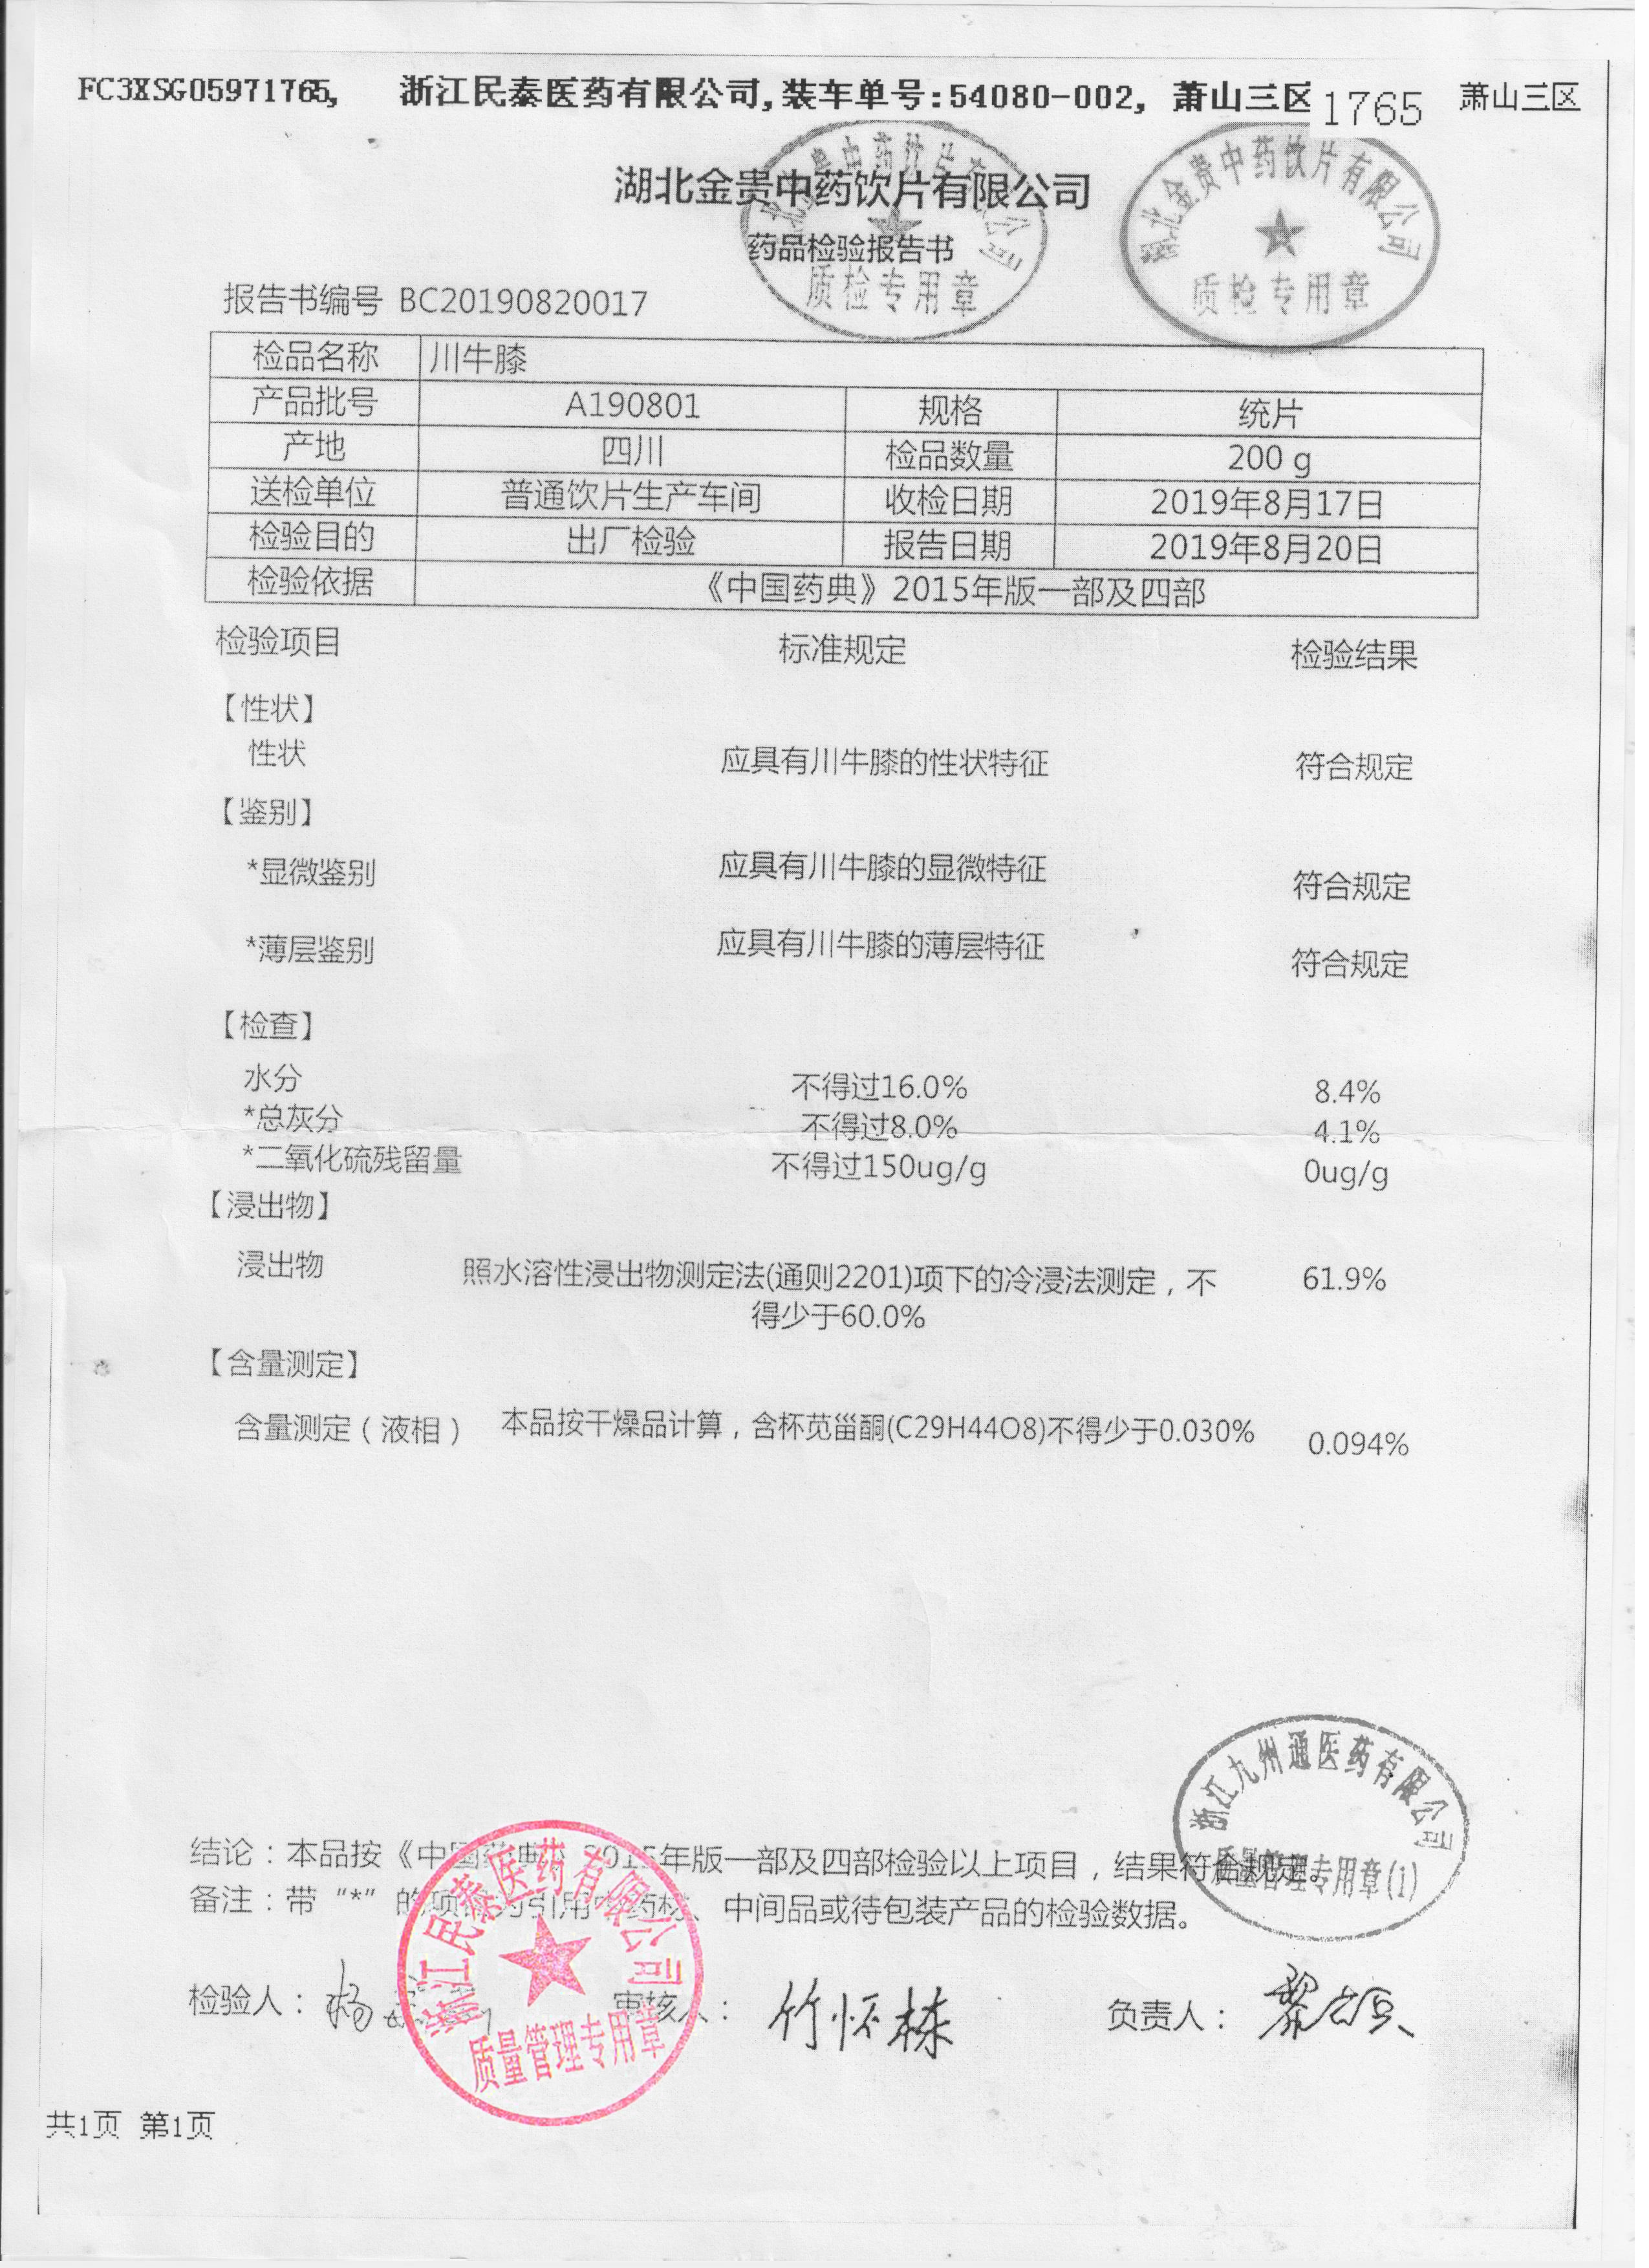 FC3XSG05971765, 浙江民泰医药有限公司,装车单号:54080-002, 萧山三区 1765 萧山三区
湖北金贵中药饮片有限公司
药品检验报告书
质检专用章
湖北金贵中药饮片有限公司
质检专用章
报告书编号 BC20190820017
检品名称 川牛膝
产品批号 A190801 规格 统片
产地 四川 检品数量 200 g
送检单位 普通饮片生产车间 收检日期 2019年8月17日
检验目的 出厂检验 报告日期 2019年8月20日
检验依据 《中国药典》2015年版一部及四部
检验项目 标准规定 检验结果
【性状】
性状 应具有川牛膝的性状特征 符合规定
【鉴别】
*显微鉴别 应具有川牛膝的显微特征 符合规定
*薄层鉴别 应具有川牛膝的薄层特征 符合规定
【检查】
水分 不得过16.0% 8.4%
*总灰分 不得过8.0% 4.1%
*二氧化硫残留量 不得过150ug/g 0ug/g
【浸出物】
浸出物 照水溶性浸出物测定法(通则2201)项下的冷浸法测定，不 61.9%
得少于60.0%
【含量测定】
含量测定（液相） 本品按干燥品计算，含杯苋甾酮(C29H44O8)不得少于0.030% 0.094%
浙江九州通医药有限公司
质量管理专用章(1)
结论：本品按《中国药典》2015年版一部及四部检验以上项目，结果符合规定。
备注：带“*”的项 引用中药材、中间品或待包装产品的检验数据。
浙江民泰医药有限公司
质量管理专用章
检验人：杨 审核人：竹怀栋 负责人：
共1页 第1页